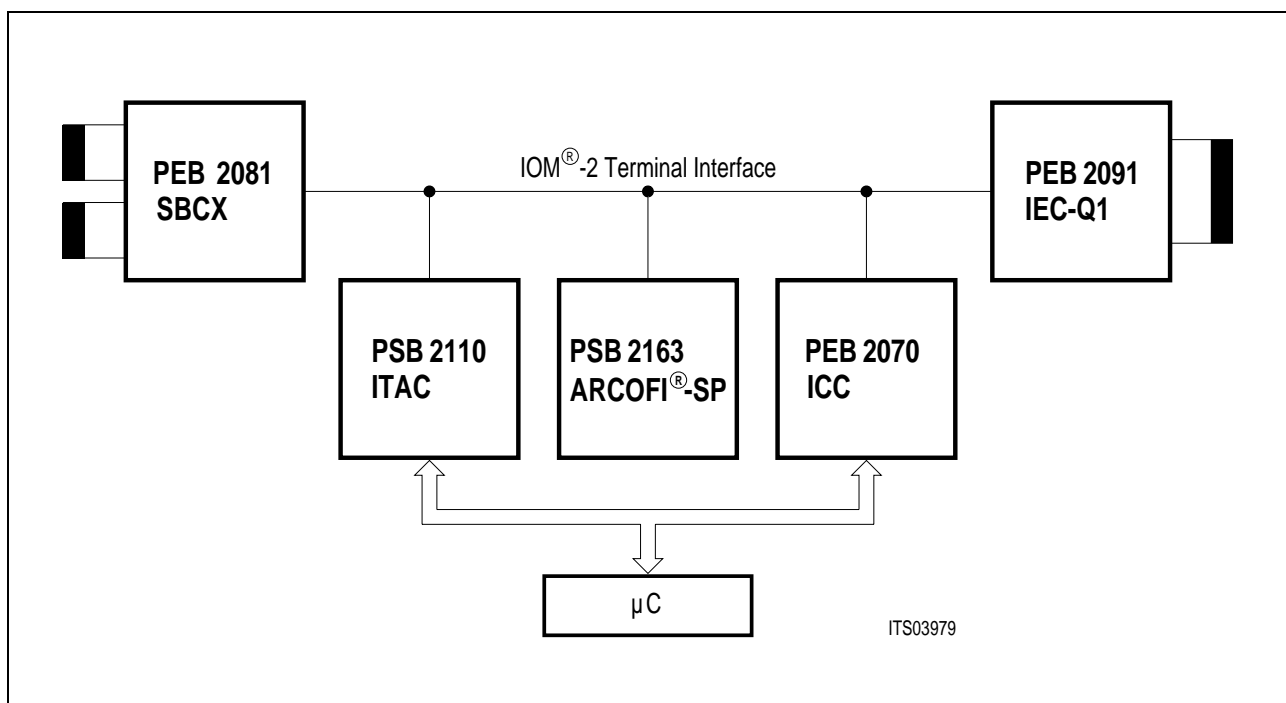 IOM®-2 Terminal Interface
PEB 2081
SBCX
PEB 2091
IEC-Q1
PSB 2110
ITAC
PSB 2163
ARCOFI®-SP
PEB 2070
ICC
µC
ITS03979